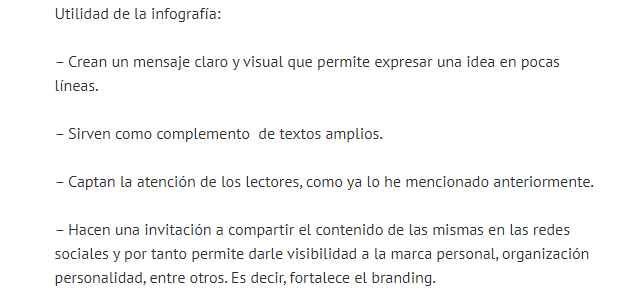 Utilidad de la infografía:
– Crean un mensaje claro y visual que permite expresar una idea en pocas
líneas.
– Sirven como complemento  de textos amplios.
– Captan la atención de los lectores, como ya lo he mencionado anteriormente.
– Hacen una invitación a compartir el contenido de las mismas en las redes
sociales y por tanto permite darle visibilidad a la marca personal, organización
personalidad, entre otros. Es decir, fortalece el branding.